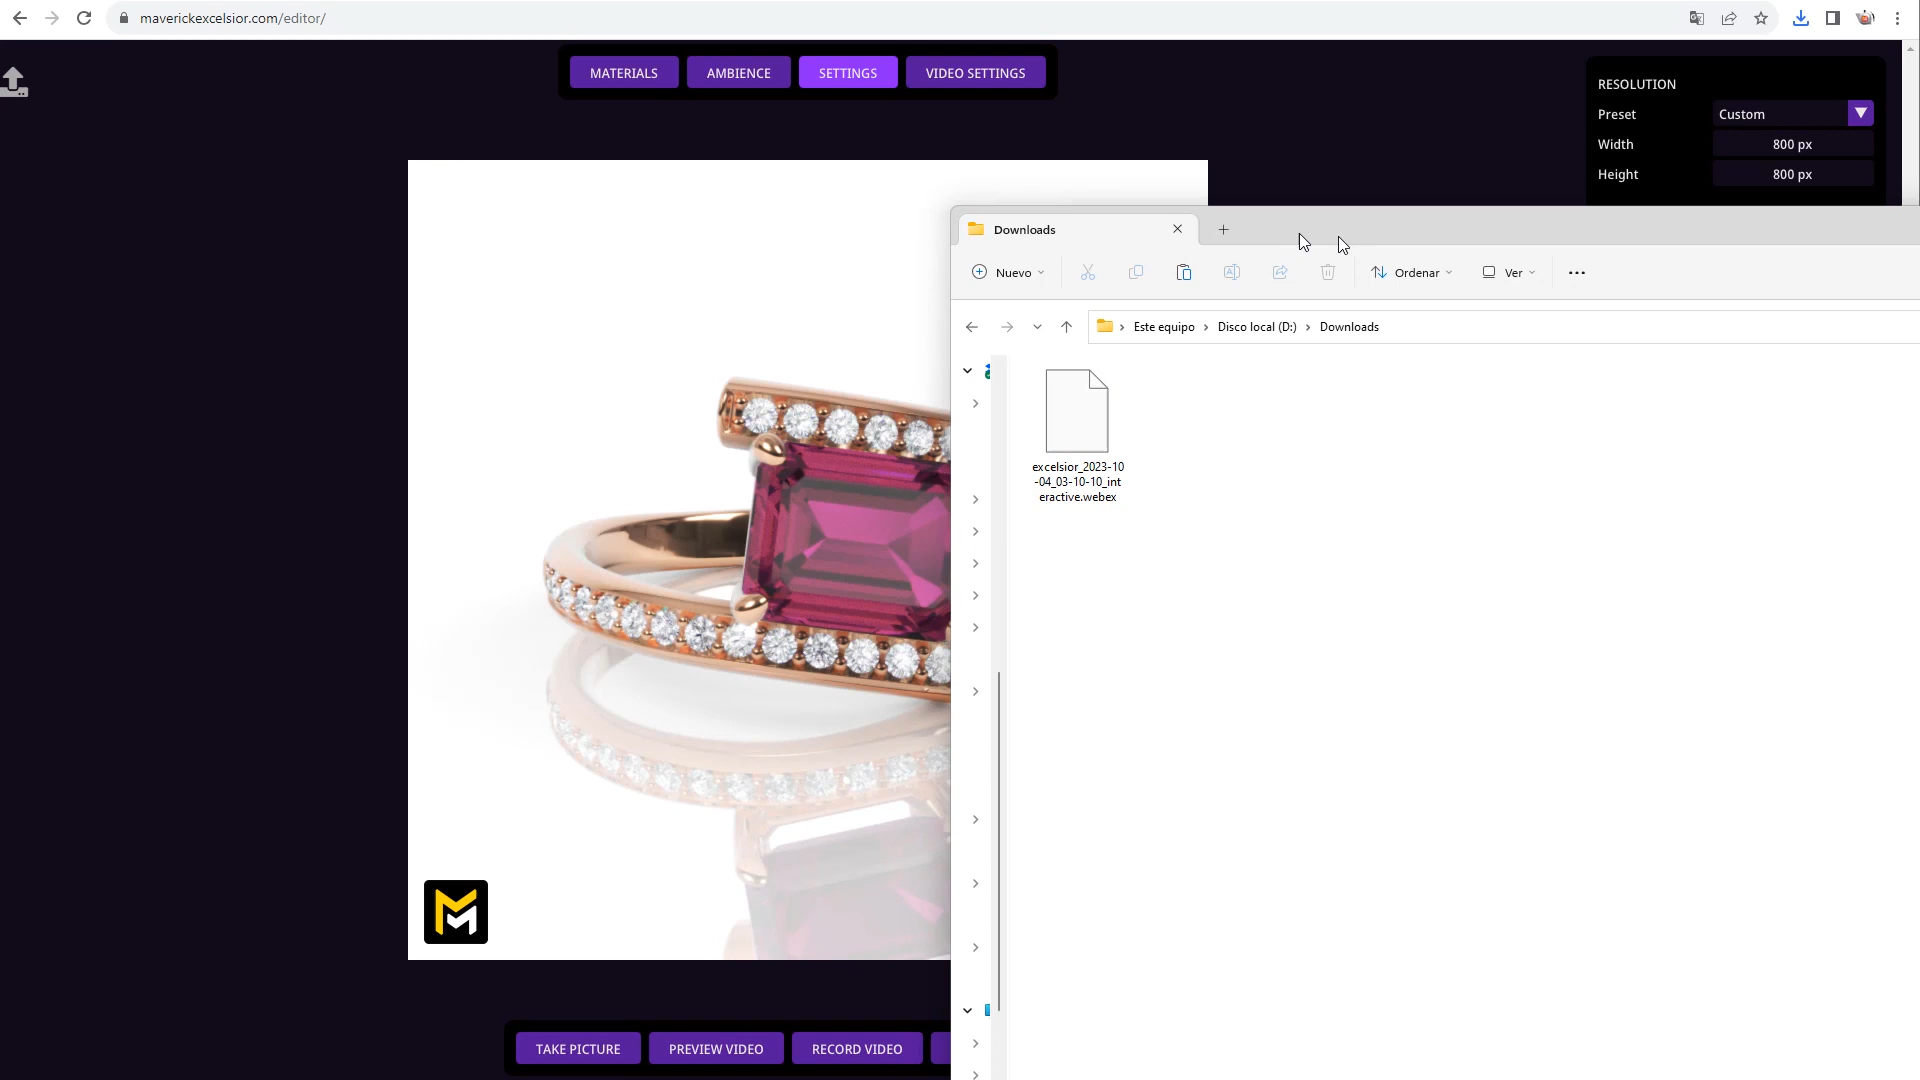 maverickexcelsior.com/editor/
MATERIALS
AMBIENCE
SETTINGS
VIDEO SETTINGS
RESOLUTION
Preset
Custom
Width
800 px
Height
800 px
Downloads
Nuevo
Ordenar
Ver
Este equipo
Disco local (D:)
Downloads
excelsior_2023-10
-04_03-10-10_int
eractive.webex
TAKE PICTURE
PREVIEW VIDEO
RECORD VIDEO